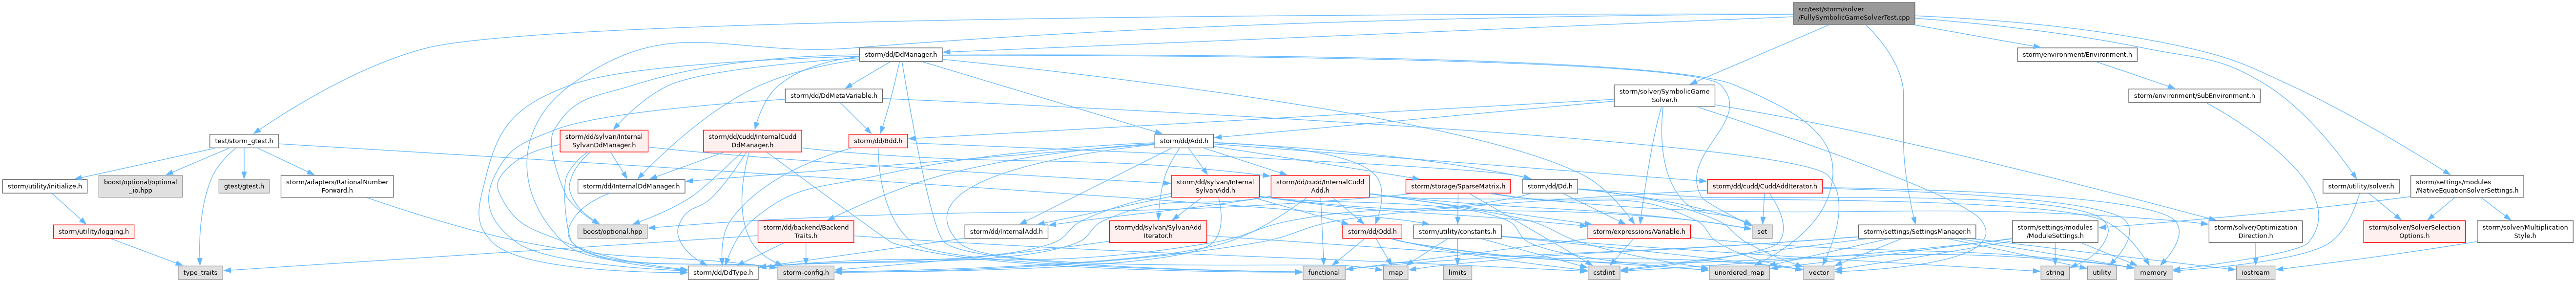 src/test/storm/solver
/FullySymbolicGameSolverTest.cpp
storm/dd/DdManager.h
storm/environment/Environment.h
storm/dd/DdMetaVariable.h
storm/solver/SymbolicGame
Solver.h
storm/environment/SubEnvironment.h
test/storm_gtest.h
storm/dd/sylvan/Internal
SylvanDdManager.h
storm/dd/cudd/InternalCudd
DdManager.h
storm/dd/Bdd.h
storm/dd/Add.h
storm/utility/initialize.h
boost/optional/optional
_io.hpp
gtest/gtest.h
storm/adapters/RationalNumber
Forward.h
storm/dd/InternalDdManager.h
storm/dd/sylvan/Internal
SylvanAdd.h
storm/dd/cudd/InternalCudd
Add.h
storm/storage/SparseMatrix.h
storm/dd/Dd.h
storm/dd/cudd/CuddAddIterator.h
storm/utility/solver.h
storm/settings/modules
/NativeEquationSolverSettings.h
storm/utility/logging.h
boost/optional.hpp
storm/dd/backend/Backend
Traits.h
storm/dd/InternalAdd.h
storm/dd/sylvan/SylvanAdd
Iterator.h
storm/dd/Odd.h
storm/utility/constants.h
storm/expressions/Variable.h
set
storm/settings/SettingsManager.h
storm/settings/modules
/ModuleSettings.h
storm/solver/Optimization
Direction.h
storm/solver/SolverSelection
Options.h
storm/solver/Multiplication
Style.h
type_traits
storm/dd/DdType.h
storm-config.h
functional
map
limits
cstdint
unordered_map
vector
string
utility
memory
iostream